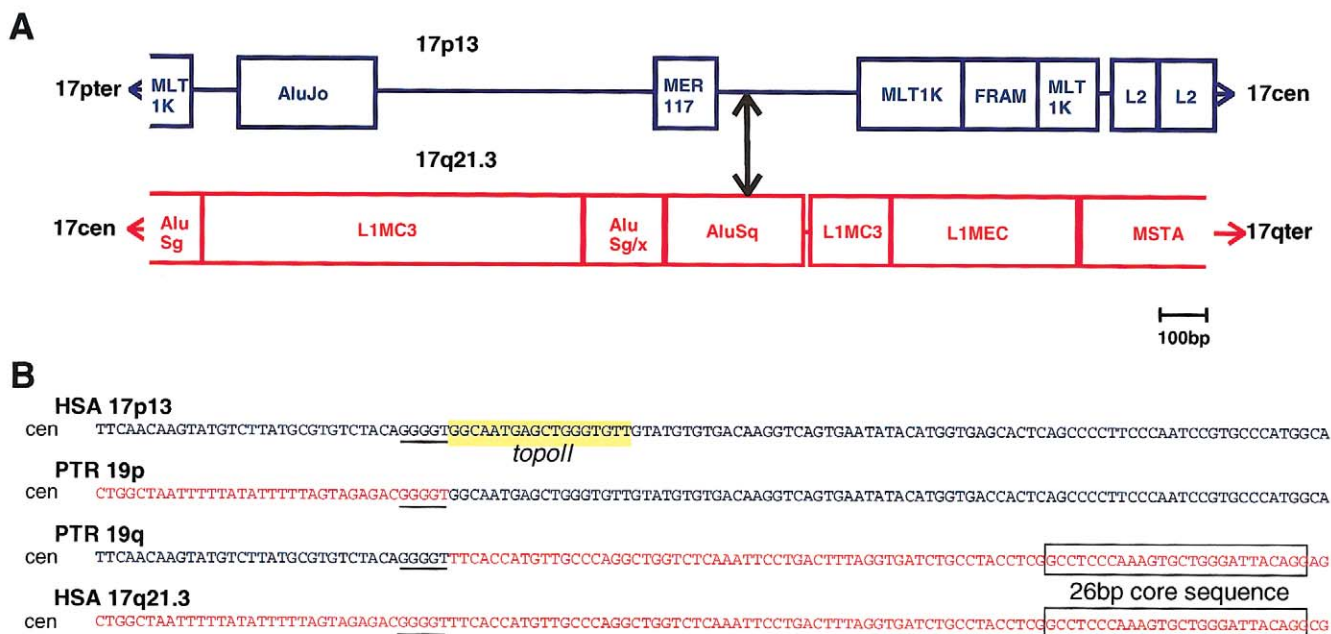 A
17p13
17pter MLT 1K AluJo MER 117 MLT1K FRAM MLT 1K L2 L2 17cen
17q21.3
17cen Alu Sg L1MC3 Alu Sg/x AluSq L1MC3 L1MEC MSTA 17qter
100bp
B
HSA 17p13
cen TTCAACAAGTATGTCTTATGCGTGTCTACAGGGGTGGCAATGAGCTGGGTGTTGTATGTGTGACAAGGTCAGTGAATATACATGGTGAGCACTCAGCCCCTTCCCAATCCGTGCCCATGGCA
topoII
PTR 19p
cen CTGGCTAATTTTTATATTTTTAGTAGAGACGGGGTGGCAATGAGCTGGGTGTTGTATGTGTGACAAGGTCAGTGAATATACATGGTGACCACTCAGCCCCTTCCCAATCCGTGCCCATGGCA
PTR 19q
cen TTCAACAAGTATGTCTTATGCGTGTCTACAGGGGTTTCACCATGTTGCCCAGGCTGGTCTCAAATTCCTGACTTTAGGTGATCTGCCTACCTCGGCCTCCCAAAGTGCTGGGATTACAGGAG
26bp core sequence
HSA 17q21.3
cen CTGGCTAATTTTTATATTTTTAGTAGAGACGGGGTTTCACCATGTTGCCCAGGCTGGTCTCAAATTCCTGACTTTAGGTGATCTGCCTACCTCGGCCTCCCAAAGTGCTGGGATTACAGGCG